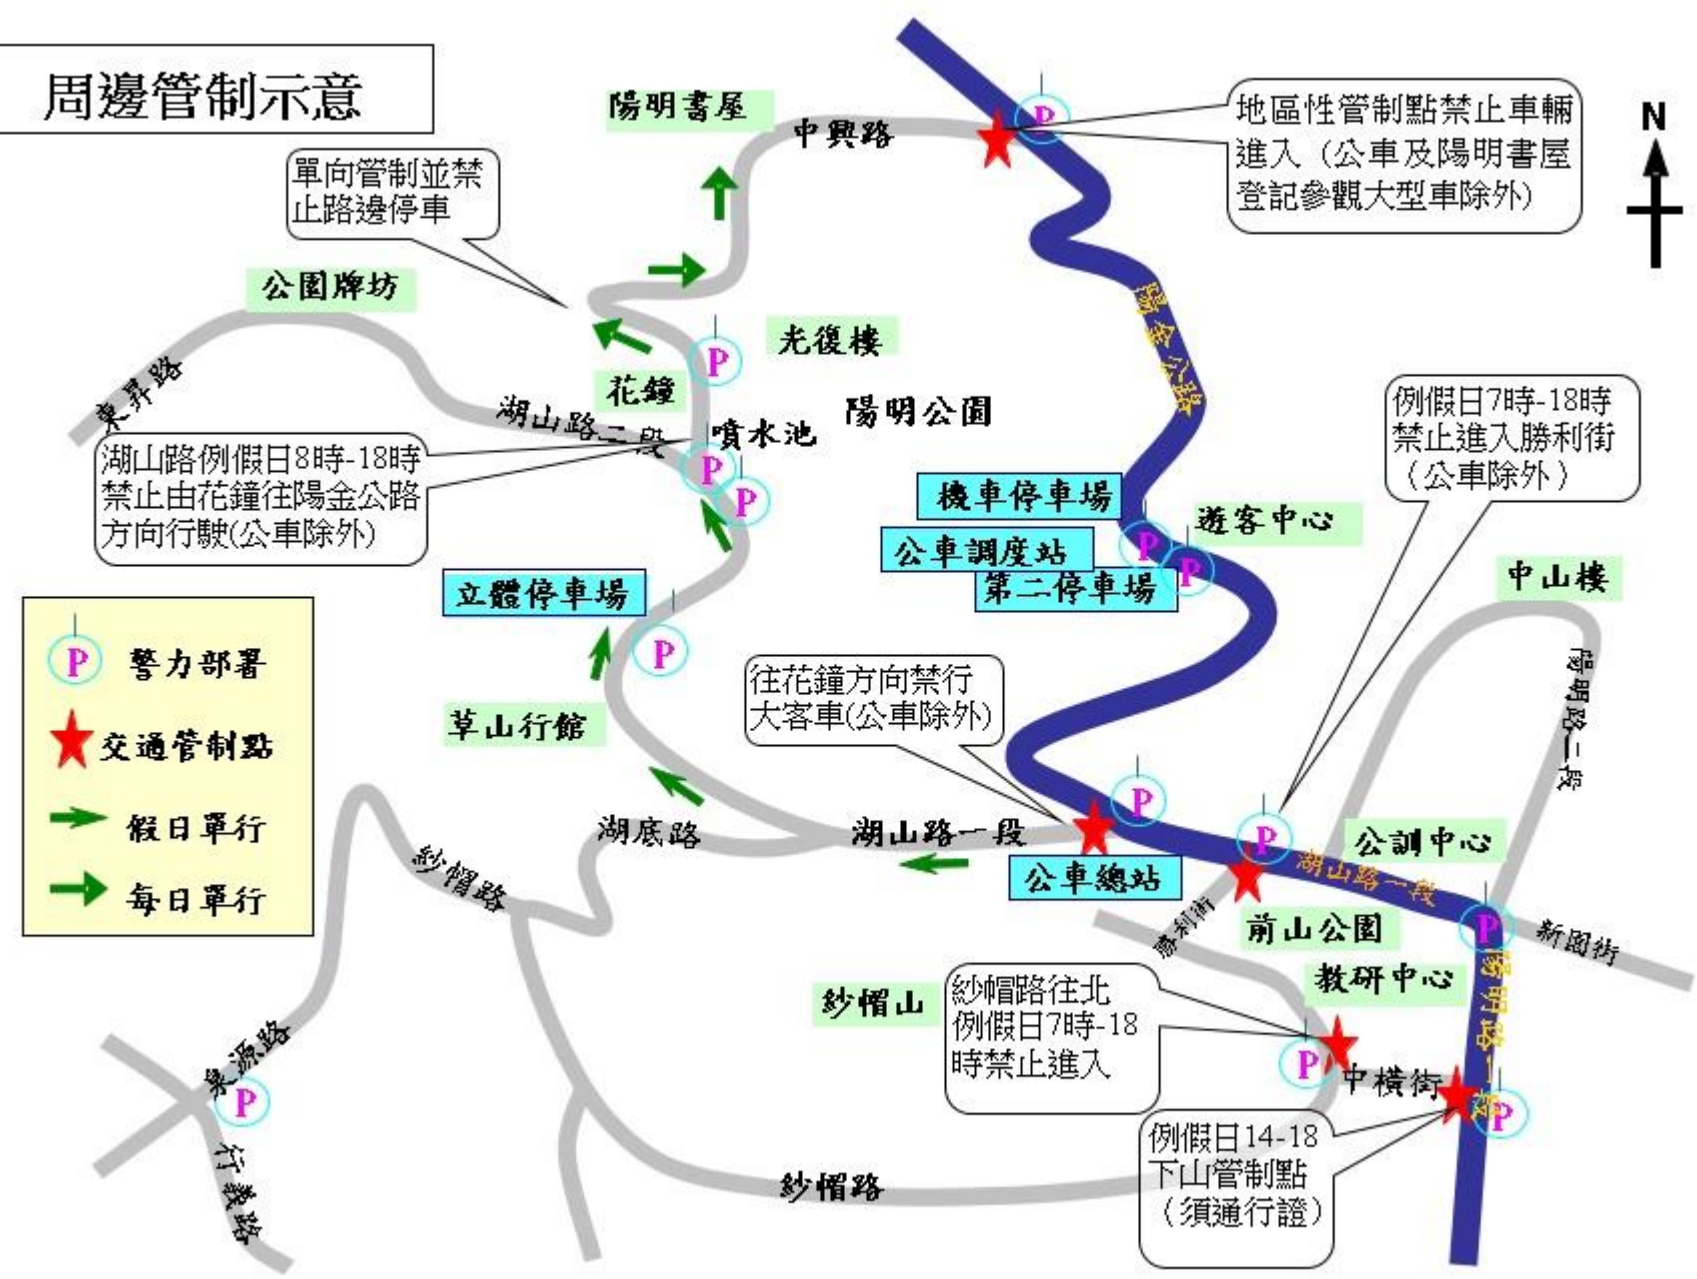 周邊管制示意
陽明書屋
中興路
P
地區性管制點禁止車輛
進入（公車及陽明書屋
登記參觀大型車除外）
N
單向管制並禁
止路邊停車
公園牌坊
陽金公路
東昇路
P
光復樓
花鐘
湖山路二段
噴水池
陽明公園
例假日7時-18時
禁止進入勝利街
（公車除外）
湖山路例假日8時-18時
禁止由花鐘往陽金公路
方向行駛(公車除外)
P
P
機車停車場
公車調度站
第二停車場
P
P
遊客中心
中山樓
立體停車場
P
P
警力部署
交通管制點
假日單行
每日單行
草山行館
往花鐘方向禁行
大客車(公車除外)
陽明路二段
P
P
湖底路
湖山路一段
公車總站
湖山路一段
公訓中心
紗帽路
勝利街
前山公園
P
新園街
教研中心
陽明路一段
紗帽山
紗帽路往北
例假日7時-18
時禁止進入
P
中橫街
P
泉源路
P
行義路
例假日14-18
下山管制點
（須通行證）
紗帽路